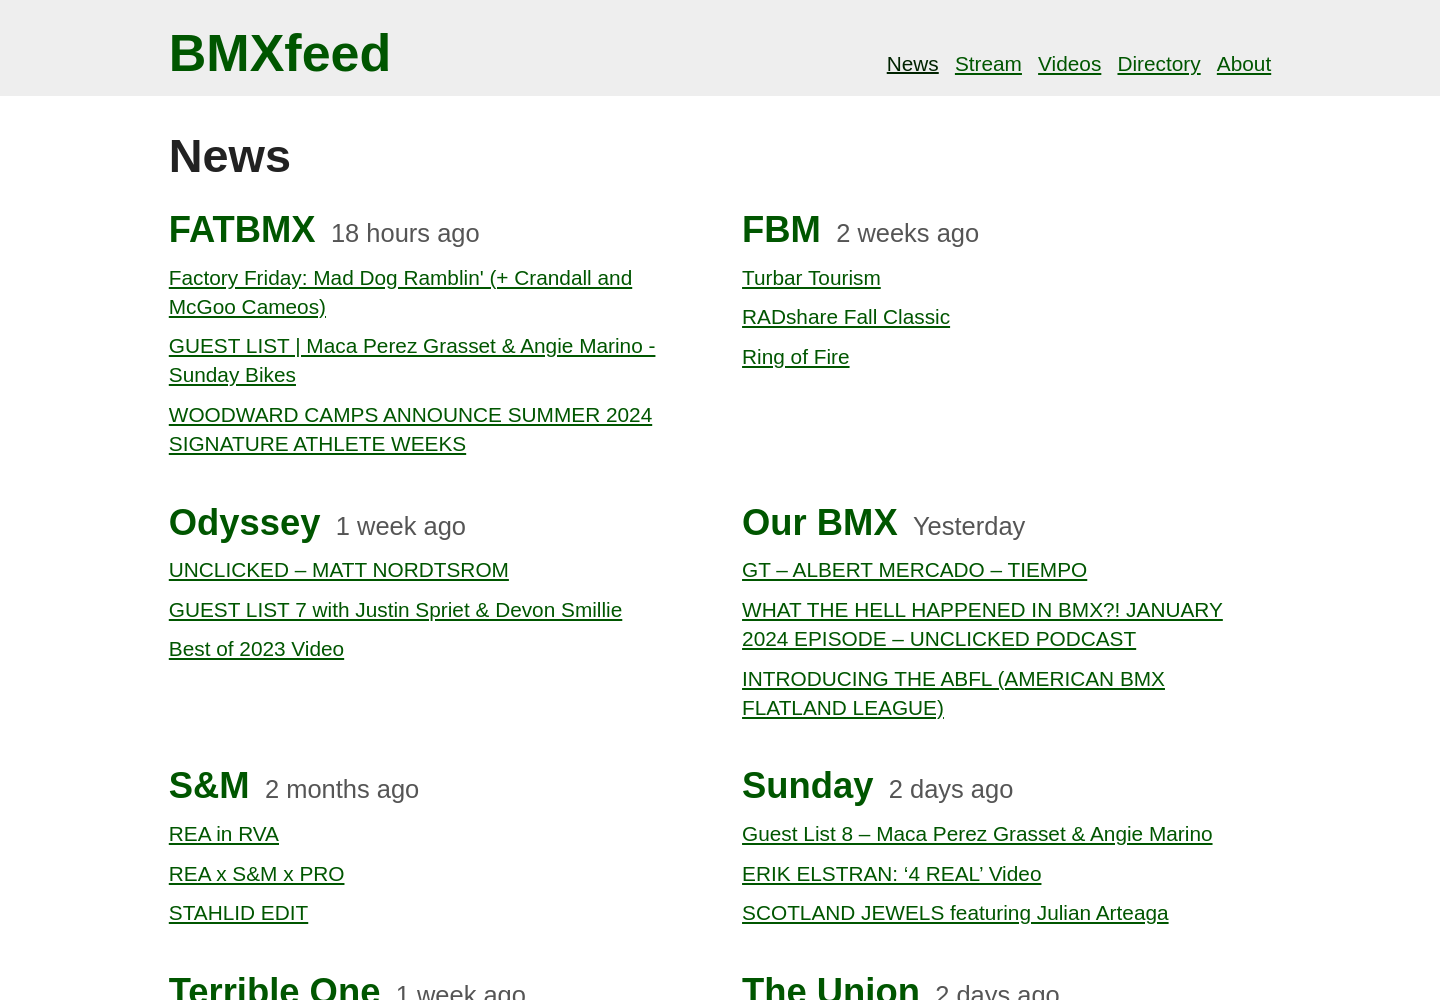 BMXfeed
News Stream Videos Directory About
News
FATBMX 18 hours ago
Factory Friday: Mad Dog Ramblin' (+ Crandall and
McGoo Cameos)
GUEST LIST | Maca Perez Grasset & Angie Marino -
Sunday Bikes
WOODWARD CAMPS ANNOUNCE SUMMER 2024
SIGNATURE ATHLETE WEEKS
FBM 2 weeks ago
Turbar Tourism
RADshare Fall Classic
Ring of Fire
Odyssey 1 week ago
UNCLICKED – MATT NORDTSROM
GUEST LIST 7 with Justin Spriet & Devon Smillie
Best of 2023 Video
Our BMX Yesterday
GT – ALBERT MERCADO – TIEMPO
WHAT THE HELL HAPPENED IN BMX?! JANUARY
2024 EPISODE – UNCLICKED PODCAST
INTRODUCING THE ABFL (AMERICAN BMX
FLATLAND LEAGUE)
S&M 2 months ago
REA in RVA
REA x S&M x PRO
STAHLID EDIT
Sunday 2 days ago
Guest List 8 – Maca Perez Grasset & Angie Marino
ERIK ELSTRAN: ‘4 REAL’ Video
SCOTLAND JEWELS featuring Julian Arteaga
Terrible One 1 week ago
The Union 2 days ago